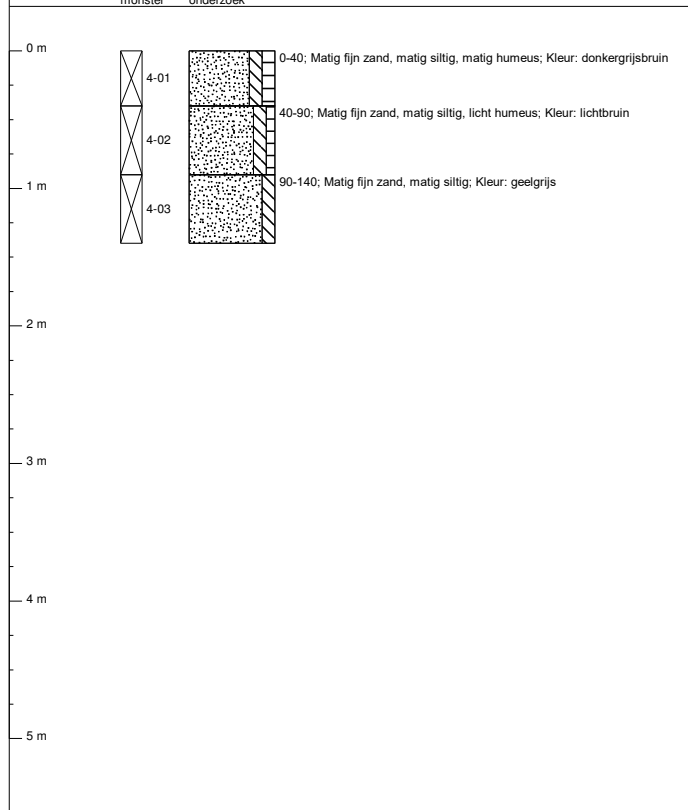 monster onderzoek
0 m
0-40; Matig fijn zand, matig siltig, matig humeus; Kleur: donkergrijsbruin
4-01
40-90; Matig fijn zand, matig siltig, licht humeus; Kleur: lichtbruin
4-02
1 m
90-140; Matig fijn zand, matig siltig; Kleur: geelgrijs
4-03
2 m
3 m
4 m
5 m